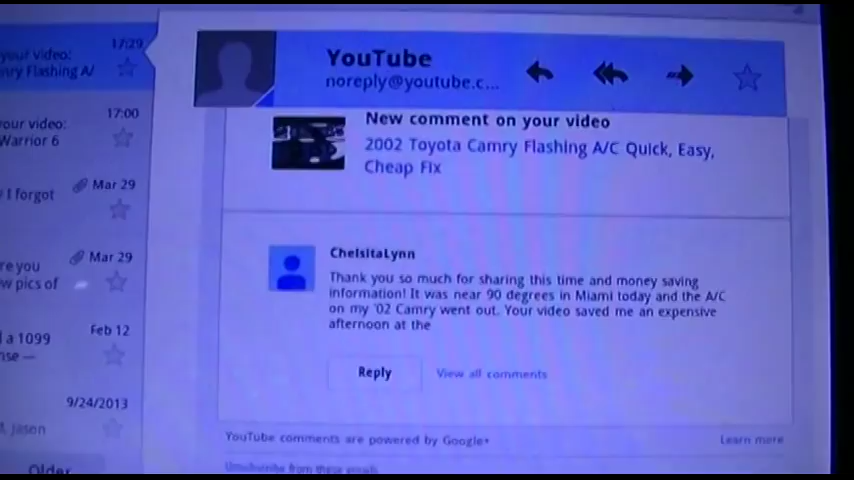 your video:
17:29
nry Flashing A/
our video:
17:00
Warrior 6
I forgot
Mar 29
re you
Mar 29
w pics of
Feb 12
d a 1099
nse —
9/24/2013
, Jason
Older
YouTube
noreply@youtube.c...
New comment on your video
2002 Toyota Camry Flashing A/C Quick, Easy,
Cheap Fix
ChelsitaLynn
Thank you so much for sharing this time and money saving
information! It was near 90 degrees in Miami today and the A/C
on my '02 Camry went out. Your video saved me an expensive
afternoon at the
Reply
View all comments
YouTube comments are powered by Google+
Learn more
Unsubscribe from these emails